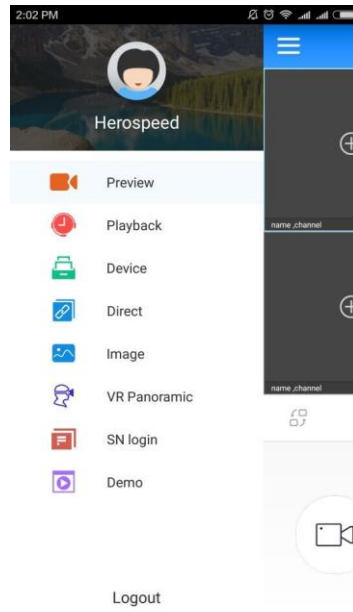 2:02 PM
Herospeed
Preview
Playback
Device
Direct
Image
VR Panoramic
SN login
Demo
Logout
name ,channel
name ,channel